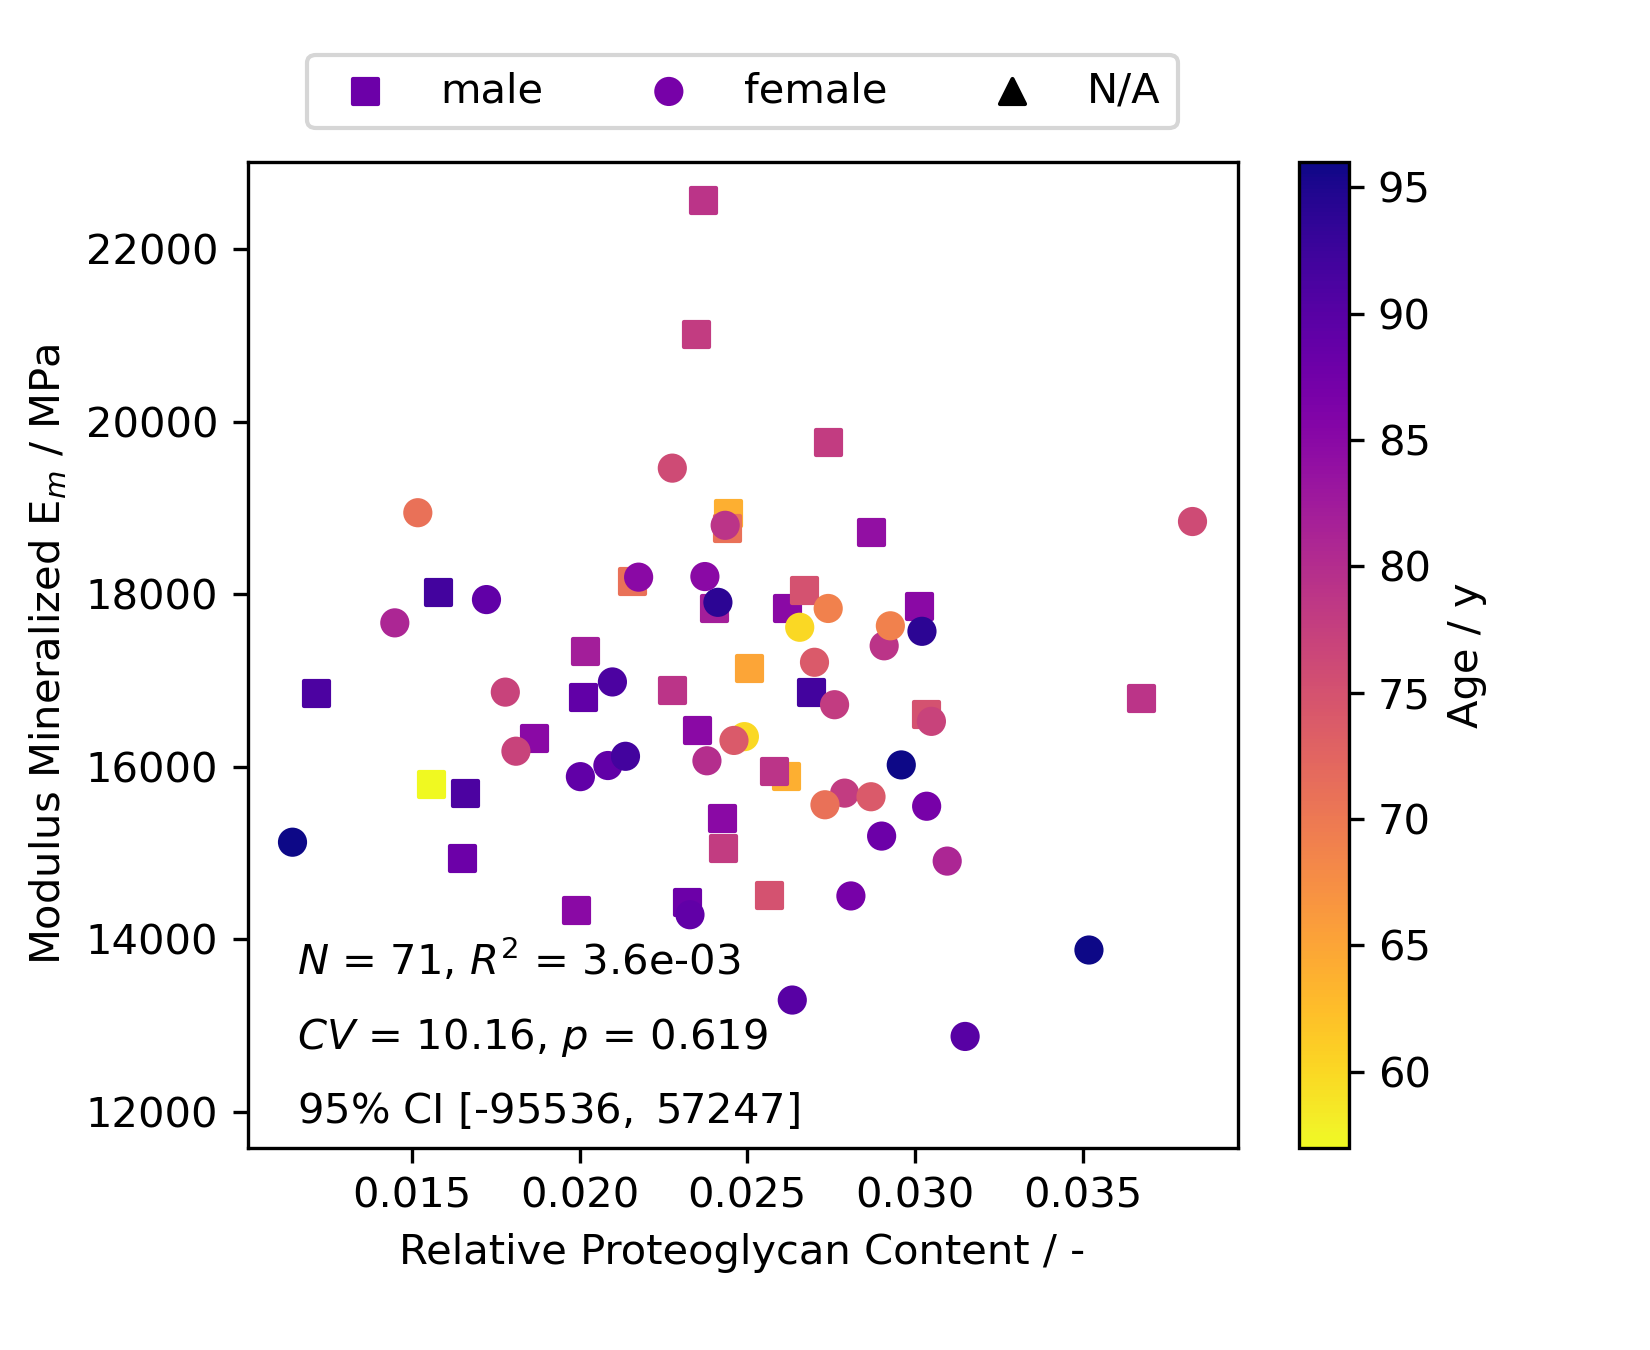 male female N/A
22000
20000
18000
16000
14000
12000
Modulus Mineralized Eₘ / MPa
N = 71, R² = 3.6e-03
CV = 10.16, p = 0.619
95% CI [-95536, 57247]
0.015 0.020 0.025 0.030 0.035
Relative Proteoglycan Content / -
95
90
85
80
75
70
65
60
Age / y